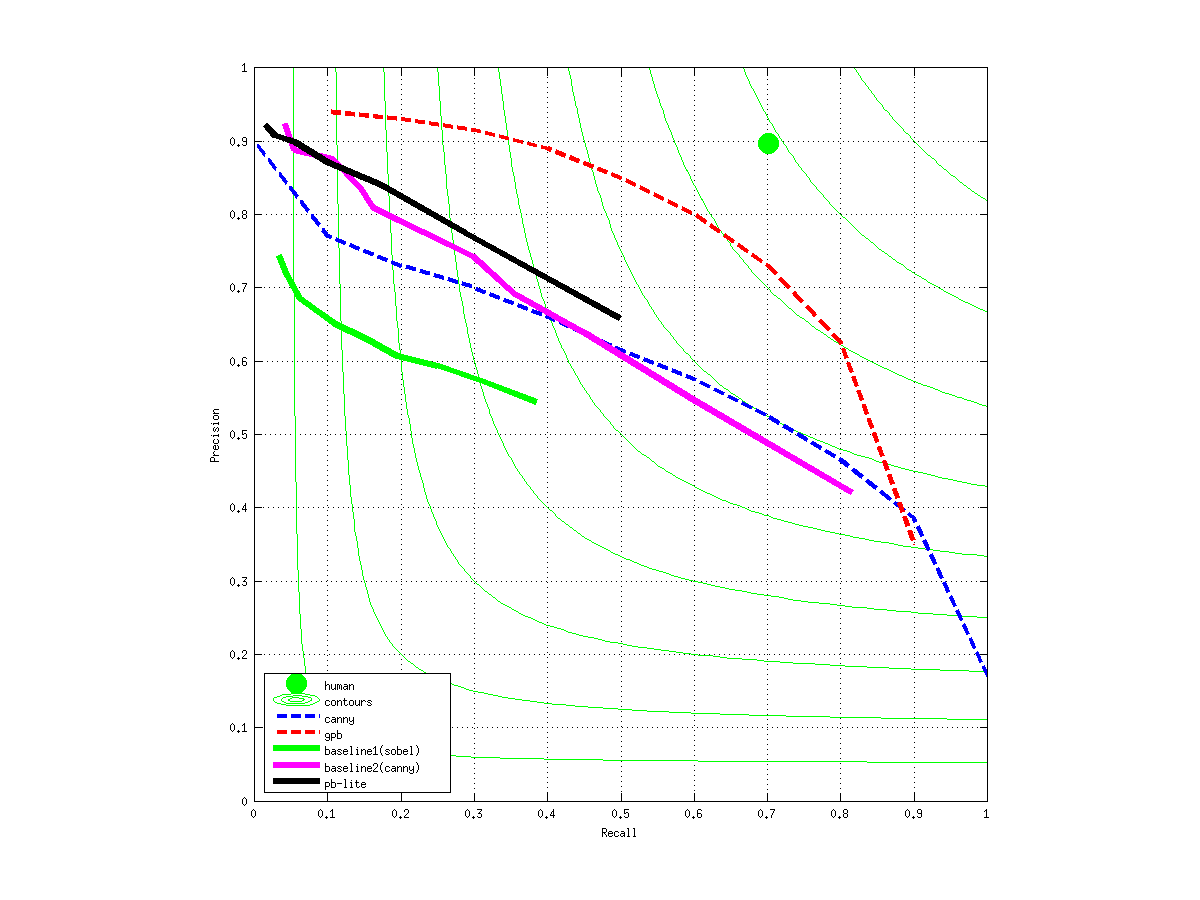 1
0.9
0.8
0.7
0.6
0.5
0.4
0.3
0.2
0.1
0
Precision
human
contours
canny
gpb
baseline1(sobel)
baseline2(canny)
pb-lite
0 0.1 0.2 0.3 0.4 0.5 0.6 0.7 0.8 0.9 1
Recall